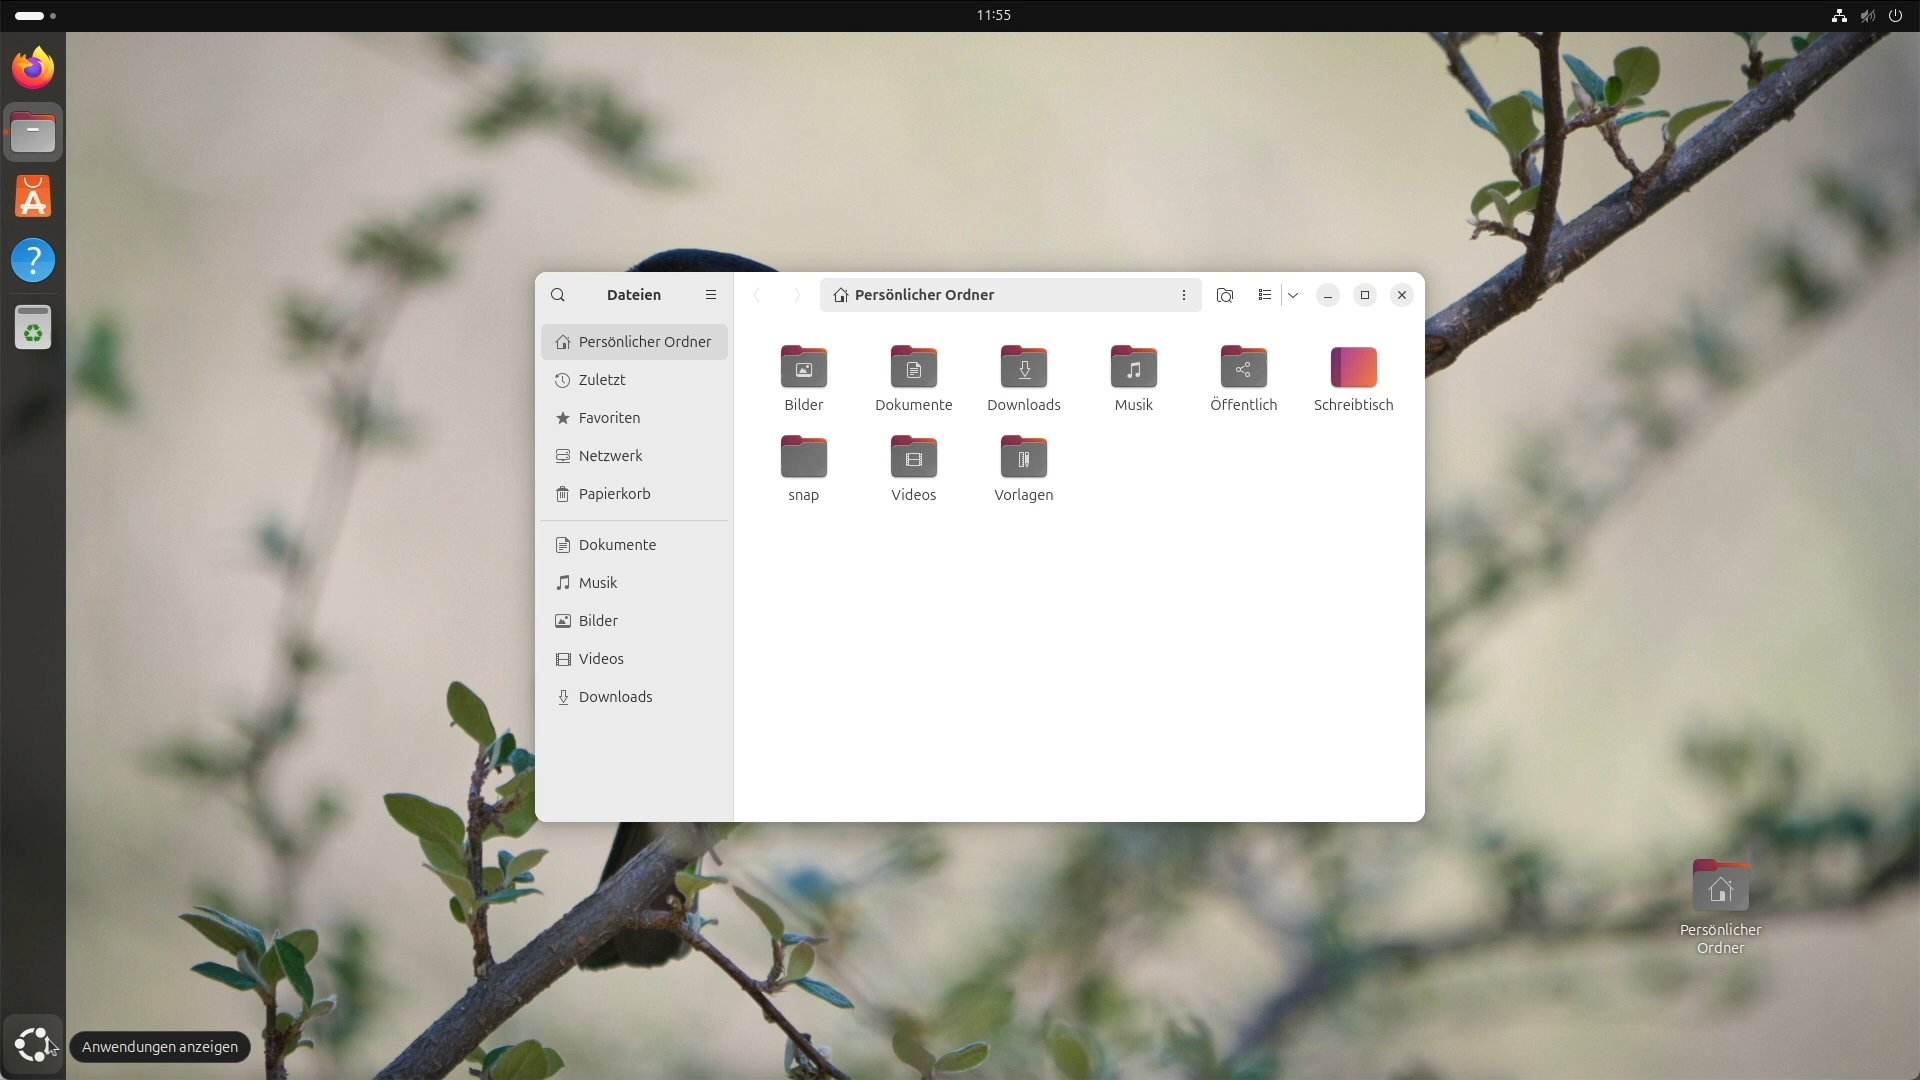 11:55
Dateien
Persönlicher Ordner
Persönlicher Ordner
Zuletzt
Favoriten
Netzwerk
Papierkorb
Dokumente
Musik
Bilder
Videos
Downloads
Bilder
Dokumente
Downloads
Musik
Öffentlich
Schreibtisch
snap
Videos
Vorlagen
Persönlicher
Ordner
Anwendungen anzeigen